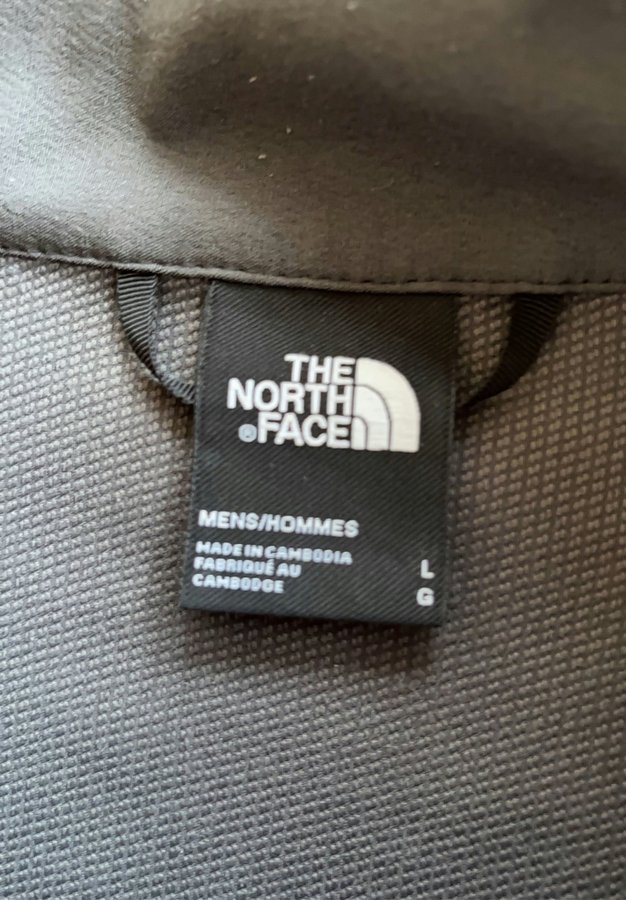 THE
NORTH
®FACE
MENS/HOMMES
MADE IN CAMBODIA
FABRIQUÉ AU
CAMBODGE
L
G